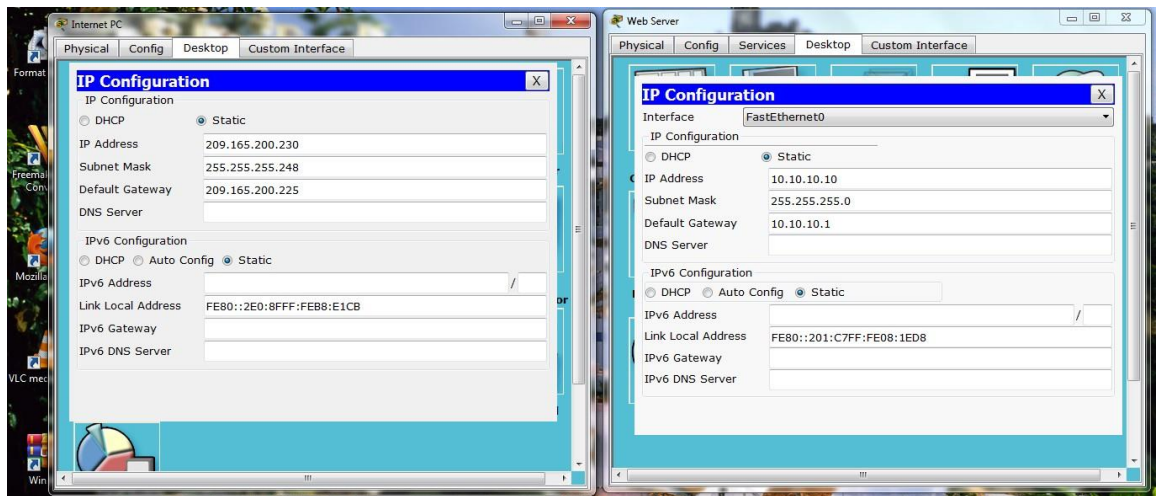 Internet PC
Physical Config Desktop Custom Interface
IP Configuration X
IP Configuration
DHCP Static
IP Address 209.165.200.230
Subnet Mask 255.255.255.248
Default Gateway 209.165.200.225
DNS Server
IPv6 Configuration
DHCP Auto Config Static
IPv6 Address /
Link Local Address FE80::2E0:8FFF:FEB8:E1CB
IPv6 Gateway
IPv6 DNS Server
Web Server
Physical Config Services Desktop Custom Interface
IP Configuration X
Interface FastEthernet0
IP Configuration
DHCP Static
IP Address 10.10.10.10
Subnet Mask 255.255.255.0
Default Gateway 10.10.10.1
DNS Server
IPv6 Configuration
DHCP Auto Config Static
IPv6 Address /
Link Local Address FE80::201:C7FF:FE08:1ED8
IPv6 Gateway
IPv6 DNS Server
Format
Freema
Conv
Mozilla
VLC med
Win